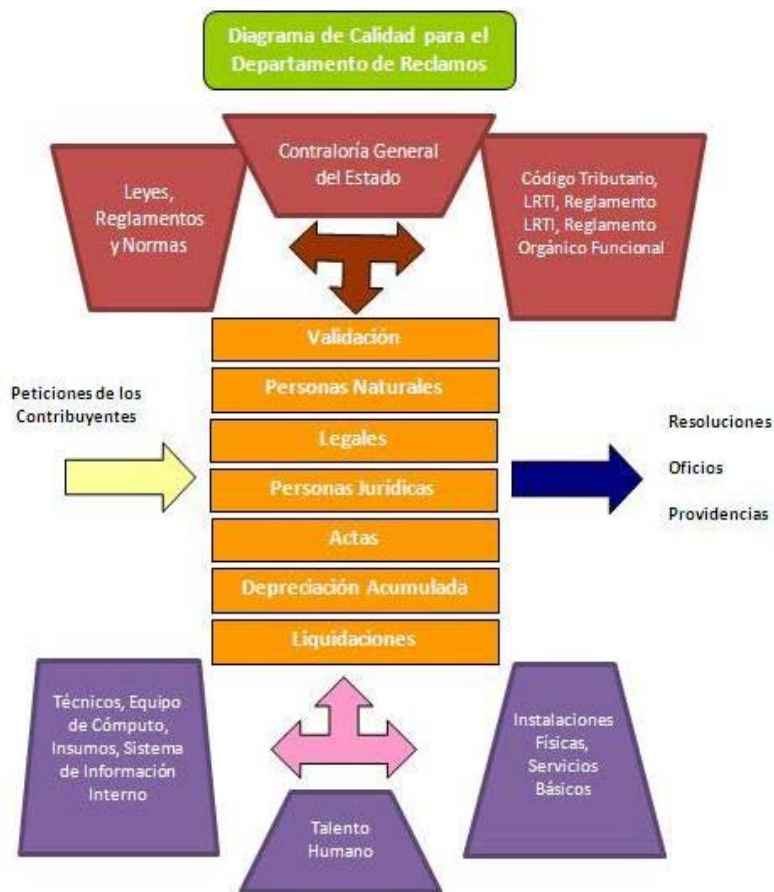 Diagrama de Calidad para el
Departamento de Reclamos
Contraloría General
del Estado
Leyes,
Reglamentos
y Normas
Código Tributario,
LRTI, Reglamento
LRTI, Reglamento
Orgánico Funcional
Validación
Personas Naturales
Legales
Personas Jurídicas
Actas
Depreciación Acumulada
Liquidaciones
Peticiones de los
Contribuyentes
Resoluciones
Oficios
Providencias
Técnicos, Equipo
de Cómputo,
Insumos, Sistema
de Información
Interno
Talento
Humano
Instalaciones
Físicas,
Servicios
Básicos